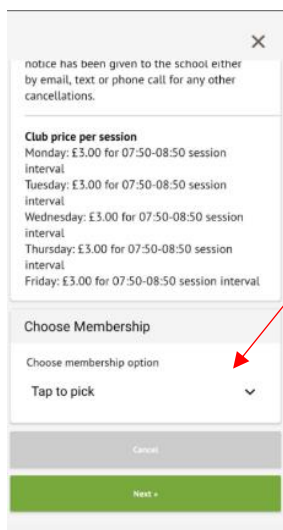 notice has been given to the school either
by email, text or phone call for any other
cancellations.
Club price per session
Monday: £3.00 for 07:50-08:50 session
interval
Tuesday: £3.00 for 07:50-08:50 session
interval
Wednesday: £3.00 for 07:50-08:50 session
interval
Thursday: £3.00 for 07:50-08:50 session
interval
Friday: £3.00 for 07:50-08:50 session interval
Choose Membership
Choose membership option
Tap to pick
Cancel
Next »